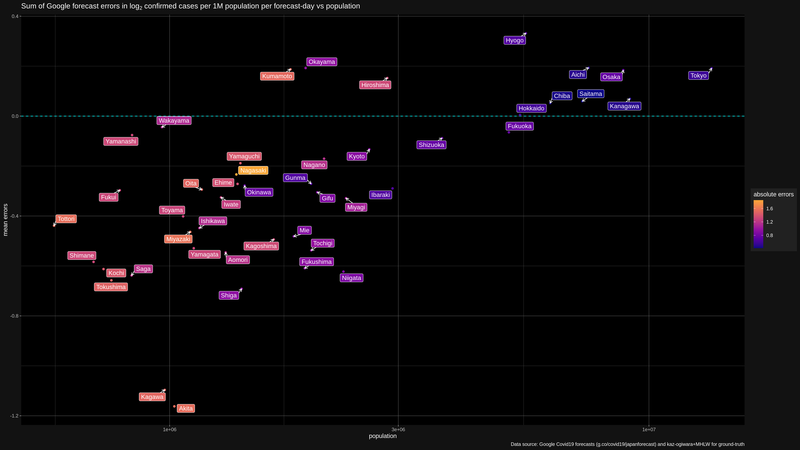 Sum of Google forecast errors in log2 confirmed cases per 1M population per forecast-day vs population
0.4
Hyogo
Okayama
Kumamoto
Aichi
Osaka
Tokyo
Hiroshima
Chiba
Saitama
Hokkaido
Kanagawa
0.0
Wakayama
Fukuoka
Yamanashi
Shizuoka
Yamaguchi
Kyoto
Nagano
Nagasaki
Gunma
absolute errors
Oita
Ehime
Okinawa
Ibaraki
Fukui
Gifu
1.6
Iwate
Miyagi
1.2
Toyama
0.8
mean errors
-0.4
Tottori
Ishikawa
Mie
Miyazaki
Kagoshima
Tochigi
Shimane
Yamagata
Aomori
Fukushima
Saga
Kochi
Niigata
Tokushima
Shiga
-0.8
Kagawa
Akita
-1.2
1e+06
3e+06
1e+07
population
Data source: Google Covid19 forecasts (g.co/covid19/japanforecast) and kaz-ogiwara+MHLW for ground-truth